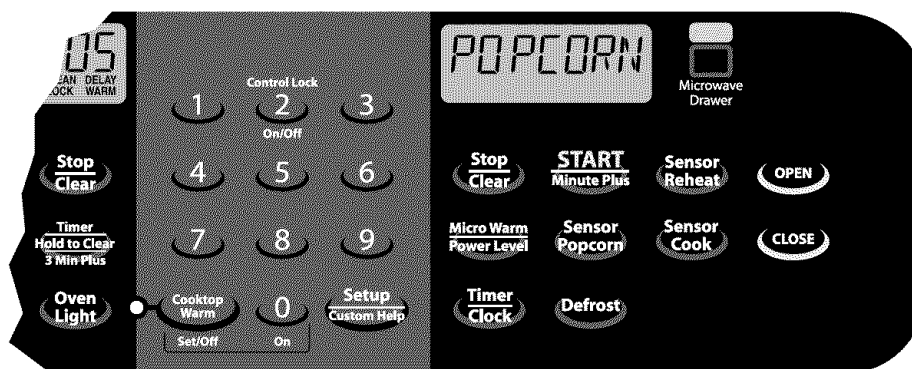 05
DELAY
WARM
Stop
Clear
Timer
Hold to Clear
3 Min Plus
Oven
Light
Control Lock
1 2 3
On/Off
4 5 6
7 8 9
Cooktop
Warm
0
Setup
Custom Help
Set/Off On
POPCORN
Microwave
Drawer
Stop
Clear
START
Minute Plus
Sensor
Reheat
OPEN
Micro Warm
Power Level
Sensor
Popcorn
Sensor
Cook
CLOSE
Timer
Clock
Defrost